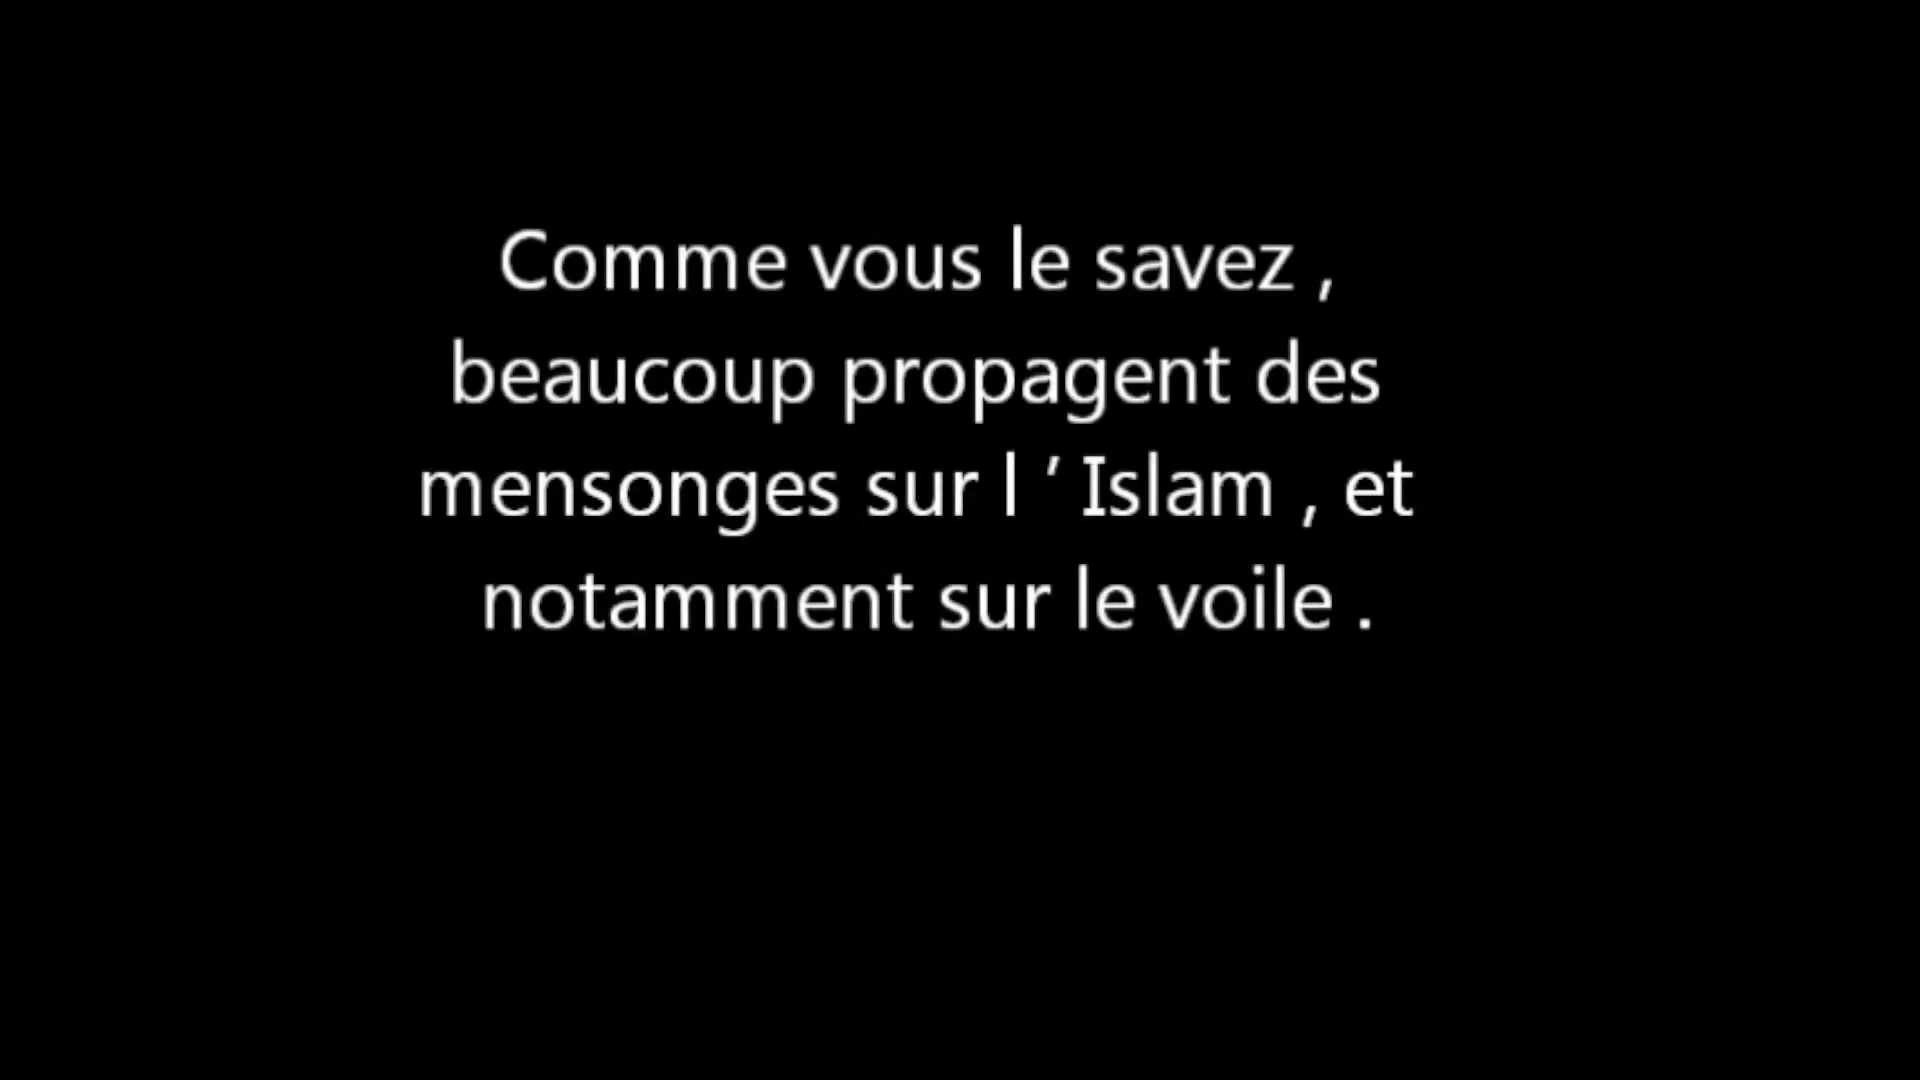 Comme vous le savez ,
beaucoup propagent des
mensonges sur l ’ Islam , et
notamment sur le voile .